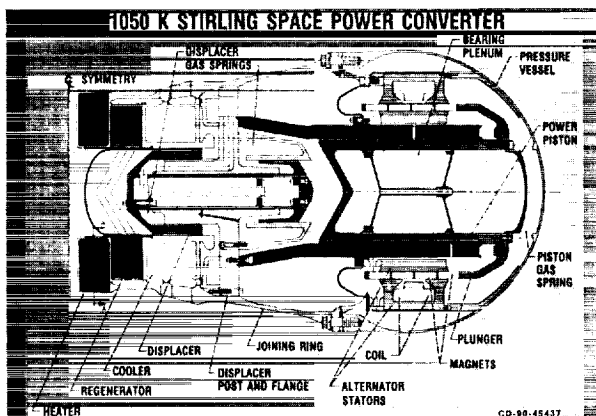 1050 K STIRLING SPACE POWER CONVERTER
DISPLACER
GAS SPRINGS
BEARING
PLENUM
PRESSURE
VESSEL
℄ SYMMETRY
POWER
PISTON
PISTON
GAS
SPRING
DISPLACER
JOINING RING
COIL
PLUNGER
COOLER
DISPLACER
POST AND FLANGE
MAGNETS
REGENERATOR
ALTERNATOR
STATORS
HEATER
CD-90-45437